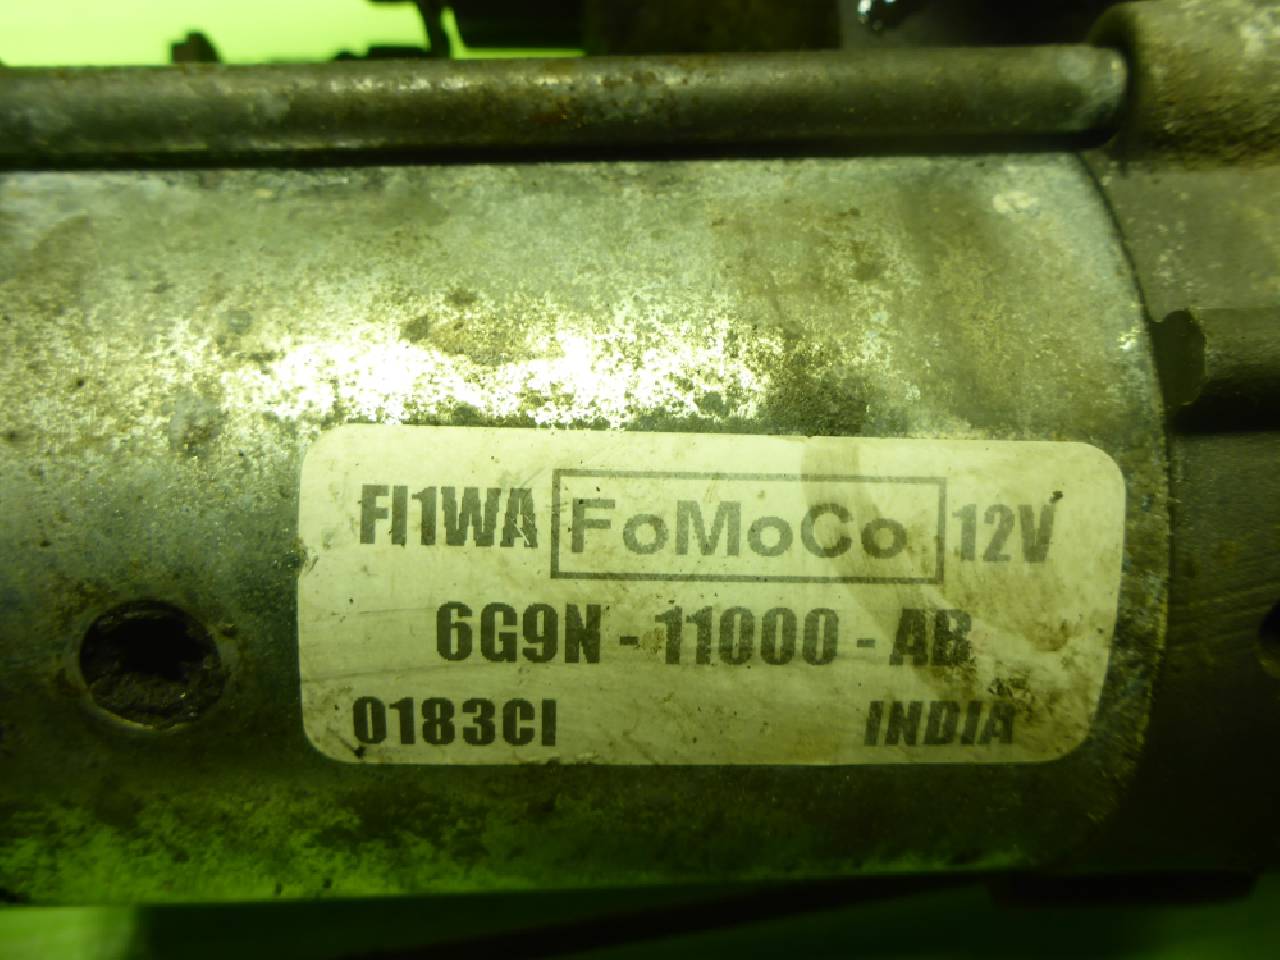 FI1WA FoMoCo 12V
6G9N - 11000 - AB
0183CI INDIA